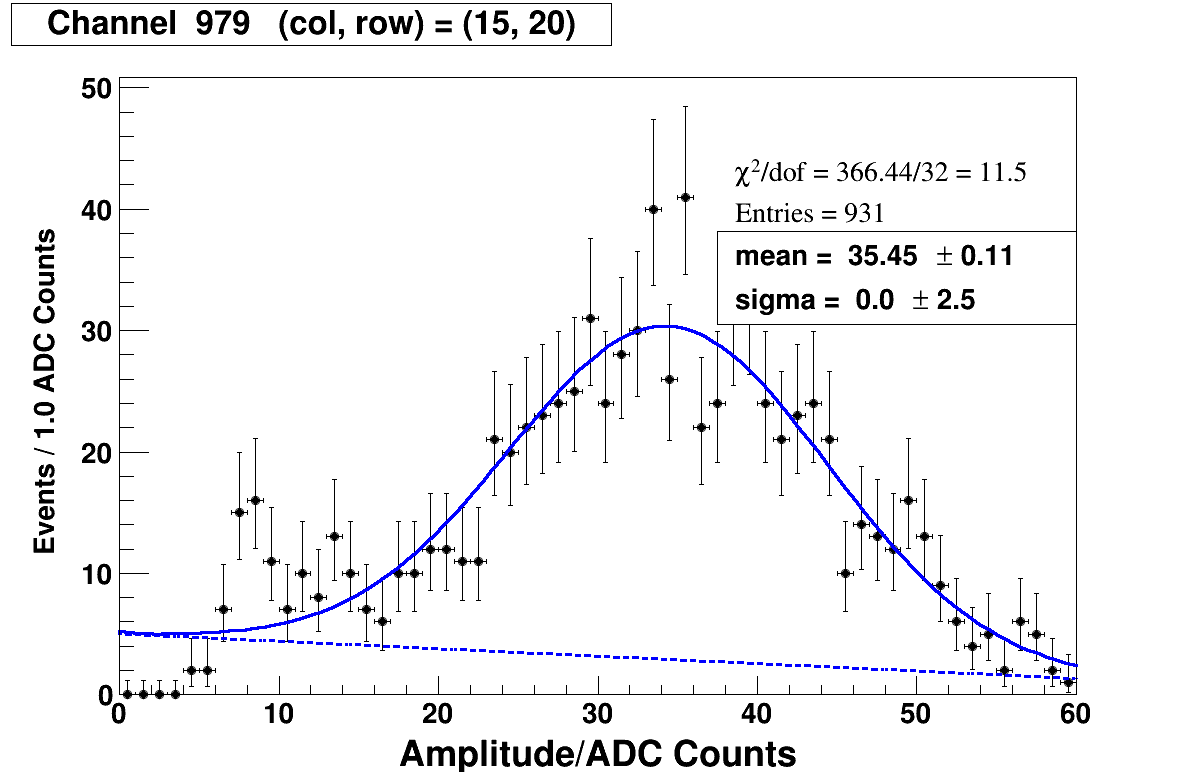 Channel 979 (col, row) = (15, 20)
50
40
30
20
10
0
Events / 1.0 ADC Counts
χ²/dof = 366.44/32 = 11.5
Entries = 931
mean = 35.45 ± 0.11
sigma = 0.0 ± 2.5
0 10 20 30 40 50 60
Amplitude/ADC Counts